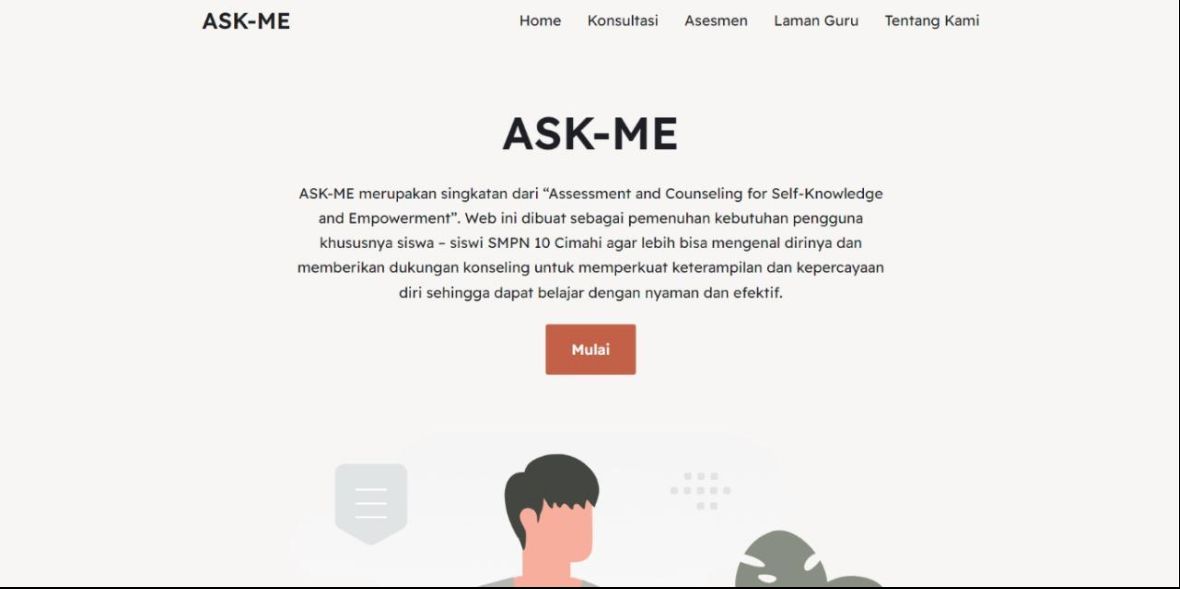 ASK-ME
Home Konsultasi Asesmen Laman Guru Tentang Kami
ASK-ME
ASK-ME merupakan singkatan dari “Assessment and Counseling for Self-Knowledge
and Empowerment”. Web ini dibuat sebagai pemenuhan kebutuhan pengguna
khususnya siswa – siswi SMPN 10 Cimahi agar lebih bisa mengenal dirinya dan
memberikan dukungan konseling untuk memperkuat keterampilan dan kepercayaan
diri sehingga dapat belajar dengan nyaman dan efektif.
Mulai